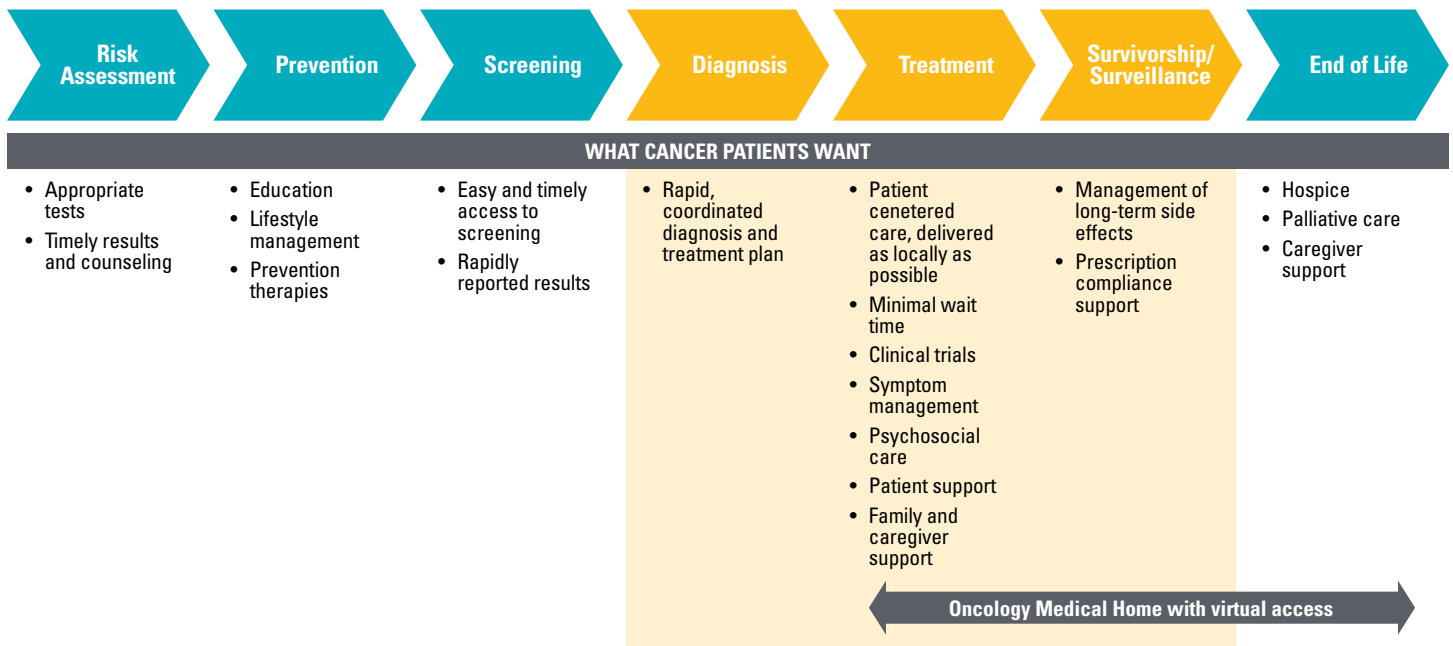 Risk
Assessment
Prevention
Screening
Diagnosis
Treatment
Survivorship/
Surveillance
End of Life
WHAT CANCER PATIENTS WANT
• Appropriate
tests
• Timely results
and counseling
• Education
• Lifestyle
management
• Prevention
therapies
• Easy and timely
access to
screening
• Rapidly
reported results
• Rapid,
coordinated
diagnosis and
treatment plan
• Patient
cenetered
care, delivered
as locally as
possible
• Minimal wait
time
• Clinical trials
• Symptom
management
• Psychosocial
care
• Patient support
• Family and
caregiver
support
• Management of
long-term side
effects
• Prescription
compliance
support
• Hospice
• Palliative care
• Caregiver
support
Oncology Medical Home with virtual access